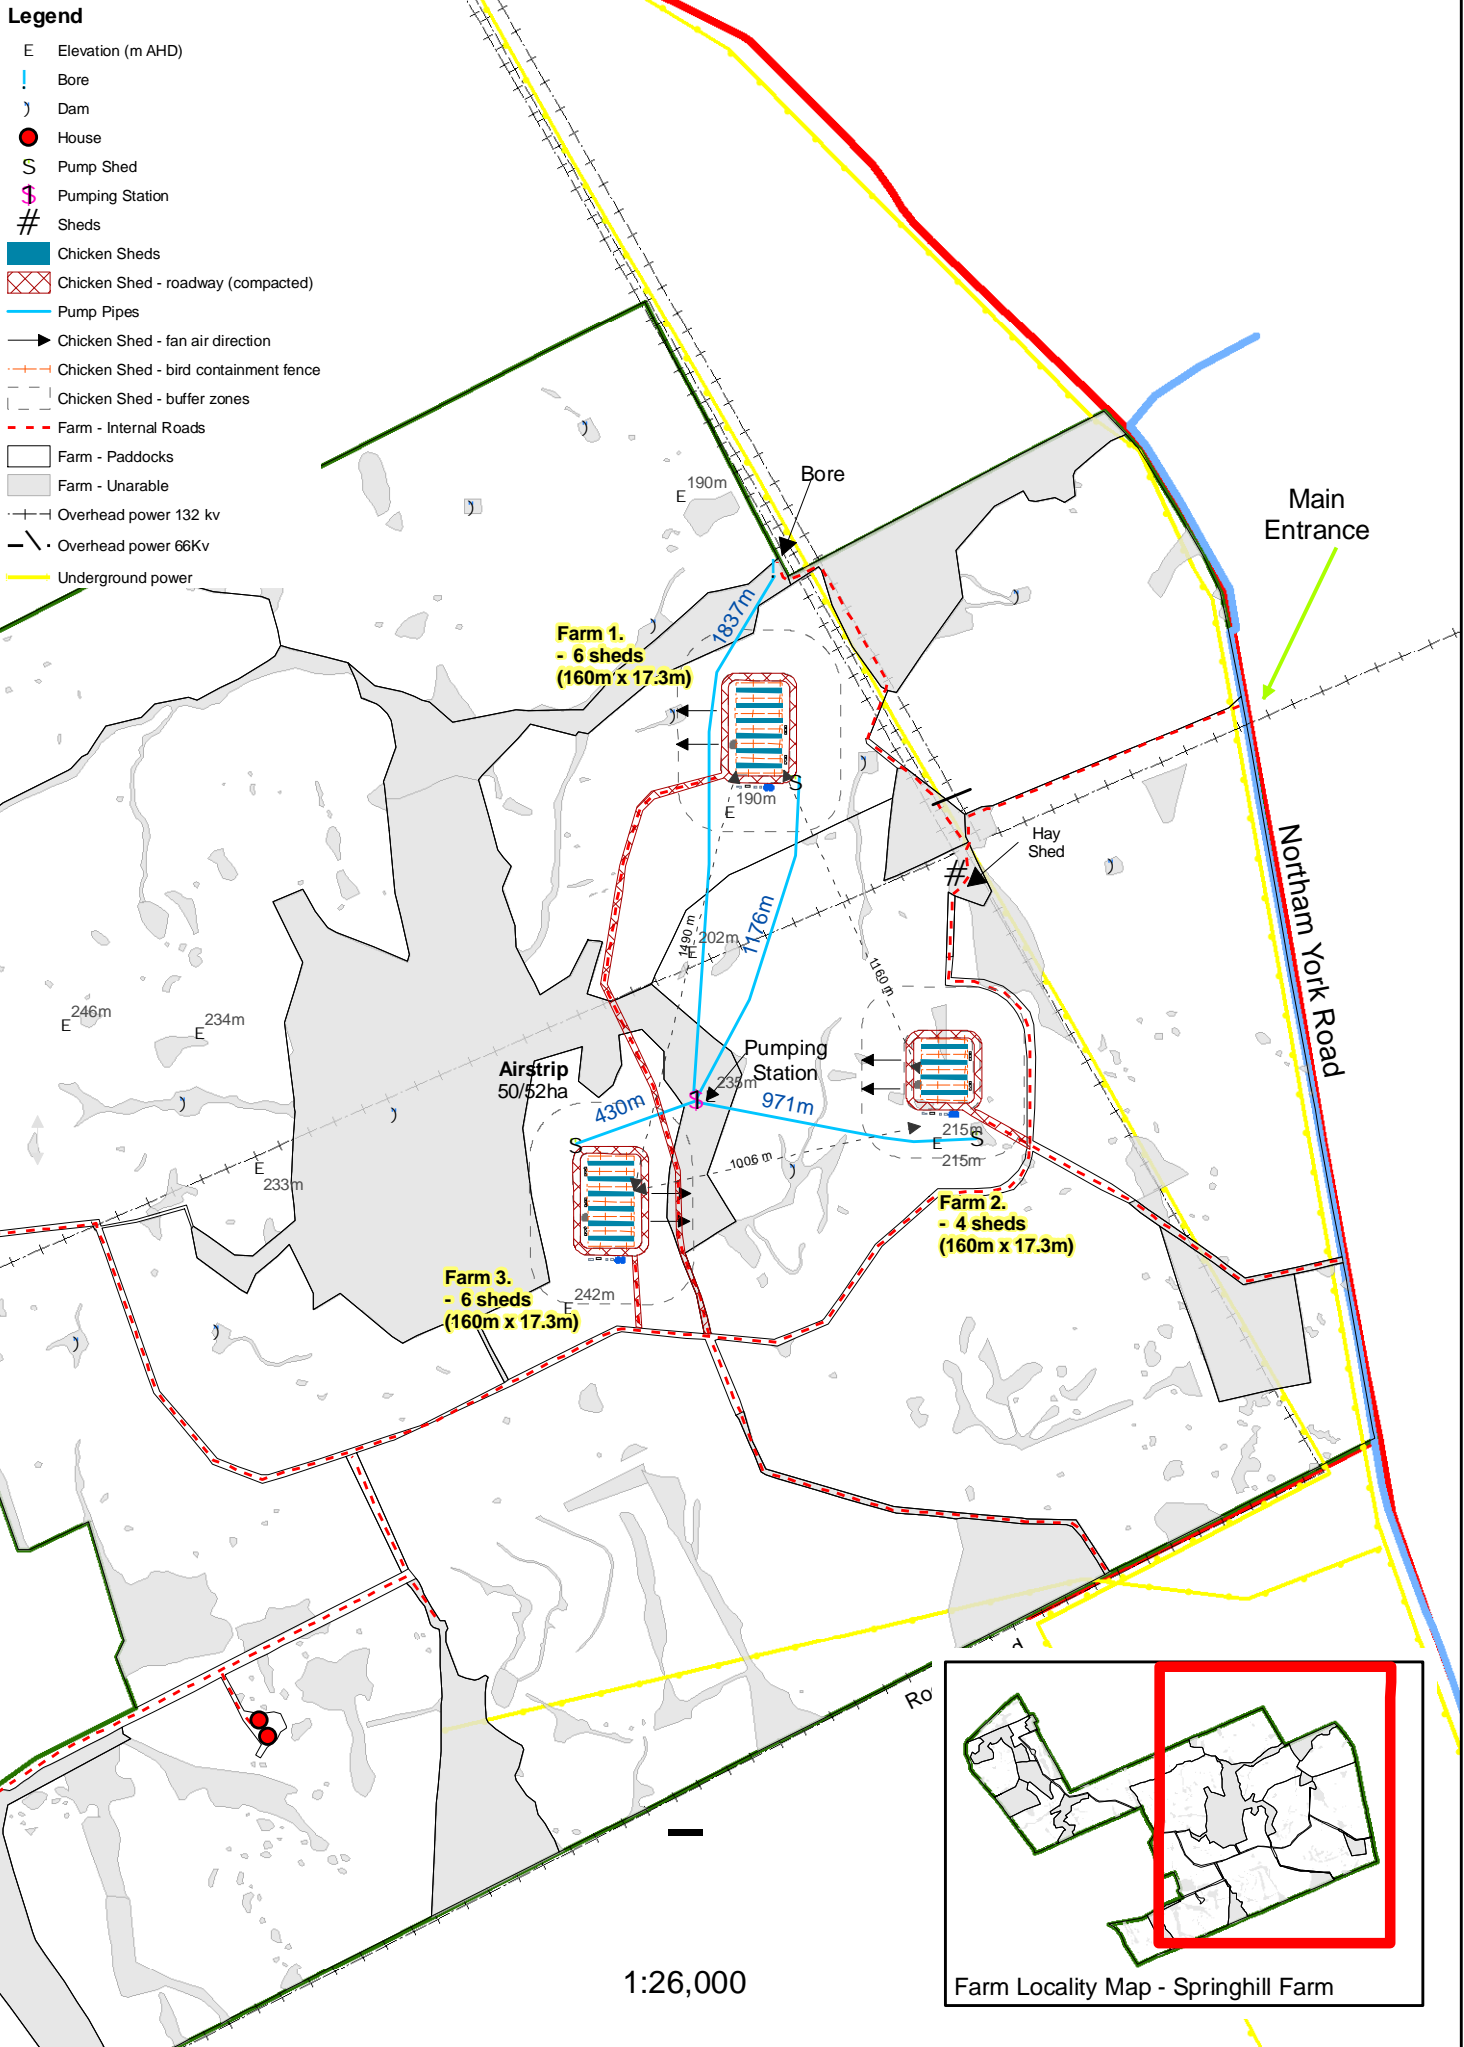 Legend
E Elevation (m AHD)
! Bore
Dam
House
S Pump Shed
$ Pumping Station
# Sheds
Chicken Sheds
Chicken Shed - roadway (compacted)
Pump Pipes
Chicken Shed - fan air direction
Chicken Shed - bird containment fence
Chicken Shed - buffer zones
Farm - Internal Roads
Farm - Paddocks
Farm - Unarable
Overhead power 132 kv
Overhead power 66Kv
Underground power
E 190m
Bore
Main
Entrance
1837m
Farm 1.
- 6 sheds
(160m x 17.3m)
S
190m
E
Hay
Shed
#
Northam York Road
1176m
1490 m
202m
E
1160 m
246m
E
234m
E
Airstrip
50/52ha
Pumping
Station
235m
E
$
430m
971m
S
215m
E
S
215m
1006 m
E
233m
Farm 2.
- 4 sheds
(160m x 17.3m)
Farm 3.
- 6 sheds
(160m x 17.3m)
242m
E
Ro
d
1:26,000
Farm Locality Map - Springhill Farm